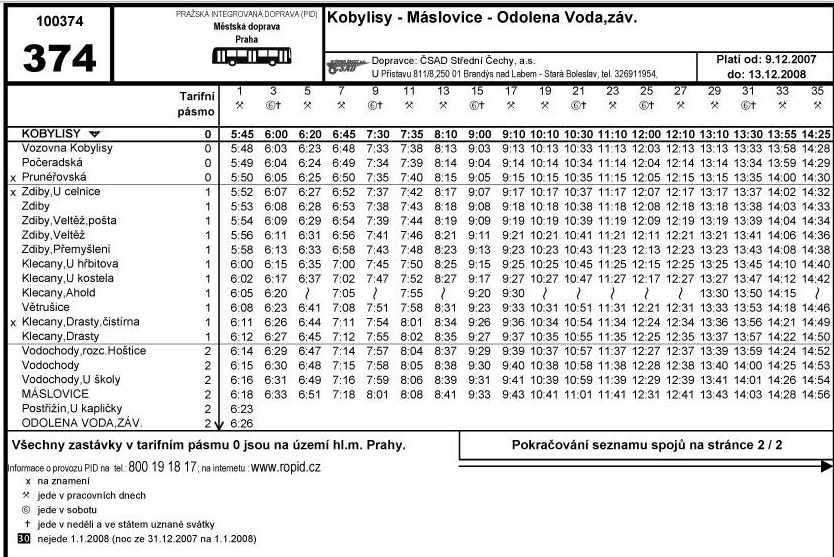 100374
374
PRAŽSKÁ INTEGROVANÁ DOPRAVA (PID)
Městská doprava
Praha
Kobylisy - Máslovice - Odolena Voda,záv.
ČSAD
Dopravce: ČSAD Střední Čechy, a.s.
U Přístavu 811/8,250 01 Brandýs nad Labem - Stará Boleslav, tel. 326911954,
Platí od: 9.12.2007
do: 13.12.2008
Tarifní pásmo 1 3 5 7 9 11 13 15 17 19 21 23 25 27 29 31 33 35
⚒ ⑥† ⚒ ⚒ ⑥† ⚒ ⚒ ⑥† ⚒ ⚒ ⑥† ⚒ ⑥† ⚒ ⚒ ⑥† ⚒ ⚒
KOBYLISY 0 5:45 6:00 6:20 6:45 7:30 7:35 8:10 9:00 9:10 10:10 10:30 11:10 12:00 12:10 13:10 13:30 13:55 14:25
Vozovna Kobylisy 0 5:48 6:03 6:23 6:48 7:33 7:38 8:13 9:03 9:13 10:13 10:33 11:13 12:03 12:13 13:13 13:33 13:58 14:28
Počeradská 0 5:49 6:04 6:24 6:49 7:34 7:39 8:14 9:04 9:14 10:14 10:34 11:14 12:04 12:14 13:14 13:34 13:59 14:29
x Prunéřovská 0 5:50 6:05 6:25 6:50 7:35 7:40 8:15 9:05 9:15 10:15 10:35 11:15 12:05 12:15 13:15 13:35 14:00 14:30
x Zdiby,U celnice 1 5:52 6:07 6:27 6:52 7:37 7:42 8:17 9:07 9:17 10:17 10:37 11:17 12:07 12:17 13:17 13:37 14:02 14:32
Zdiby 1 5:53 6:08 6:28 6:53 7:38 7:43 8:18 9:08 9:18 10:18 10:38 11:18 12:08 12:18 13:18 13:38 14:03 14:33
Zdiby,Veltěž,pošta 1 5:54 6:09 6:29 6:54 7:39 7:44 8:19 9:09 9:19 10:19 10:39 11:19 12:09 12:19 13:19 13:39 14:04 14:34
Zdiby,Veltěž 1 5:56 6:11 6:31 6:56 7:41 7:46 8:21 9:11 9:21 10:21 10:41 11:21 12:11 12:21 13:21 13:41 14:06 14:36
Zdiby,Přemyšlení 1 5:58 6:13 6:33 6:58 7:43 7:48 8:23 9:13 9:23 10:23 10:43 11:23 12:13 12:23 13:23 13:43 14:08 14:38
Klecany,U hřbitova 1 6:00 6:15 6:35 7:00 7:45 7:50 8:25 9:15 9:25 10:25 10:45 11:25 12:15 12:25 13:25 13:45 14:10 14:40
Klecany,U kostela 1 6:02 6:17 6:37 7:02 7:47 7:52 8:27 9:17 9:27 10:27 10:47 11:27 12:17 12:27 13:27 13:47 14:12 14:42
Klecany,Ahold 1 6:05 6:20 ≀ 7:05 ≀ 7:55 ≀ 9:20 9:30 ≀ ≀ ≀ ≀ ≀ 13:30 13:50 14:15 ≀
Větrušice 1 6:08 6:23 6:41 7:08 7:51 7:58 8:31 9:23 9:33 10:31 10:51 11:31 12:21 12:31 13:33 13:53 14:18 14:46
x Klecany,Drasty,čistírna 1 6:11 6:26 6:44 7:11 7:54 8:01 8:34 9:26 9:36 10:34 10:54 11:34 12:24 12:34 13:36 13:56 14:21 14:49
Klecany,Drasty 1 6:12 6:27 6:45 7:12 7:55 8:02 8:35 9:27 9:37 10:35 10:55 11:35 12:25 12:35 13:37 13:57 14:22 14:50
Vodochody,rozc.Hoštice 2 6:14 6:29 6:47 7:14 7:57 8:04 8:37 9:29 9:39 10:37 10:57 11:37 12:27 12:37 13:39 13:59 14:24 14:52
Vodochody 2 6:15 6:30 6:48 7:15 7:58 8:05 8:38 9:30 9:40 10:38 10:58 11:38 12:28 12:38 13:40 14:00 14:25 14:53
Vodochody,U školy 2 6:16 6:31 6:49 7:16 7:59 8:06 8:39 9:31 9:41 10:39 10:59 11:39 12:29 12:39 13:41 14:01 14:26 14:54
MÁSLOVICE 2 6:18 6:33 6:51 7:18 8:01 8:08 8:41 9:33 9:43 10:41 11:01 11:41 12:31 12:41 13:43 14:03 14:28 14:56
Postřižín,U kapličky 2 6:23
ODOLENA VODA,ZÁV. 2 6:26
Všechny zastávky v tarifním pásmu 0 jsou na území hl.m. Prahy.
Pokračování seznamu spojů na stránce 2 / 2
Informace o provozu PID na tel.: 800 19 18 17; na internetu : www.ropid.cz
x na znamení
⚒ jede v pracovních dnech
⑥ jede v sobotu
† jede v neděli a ve státem uznané svátky
30 nejede 1.1.2008 (noc ze 31.12.2007 na 1.1.2008)